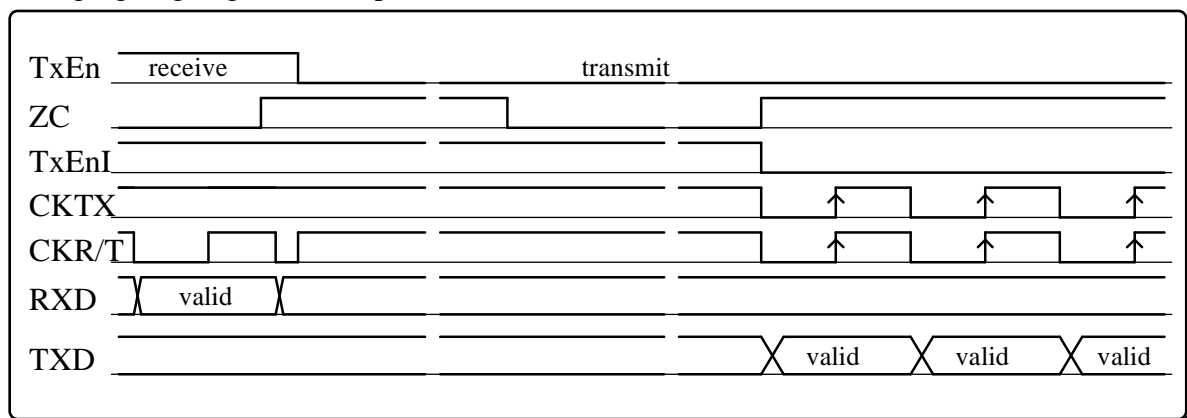 TxEn receive transmit
ZC
TxEnI
CKTX
CKR/T
RXD valid
TXD valid valid valid